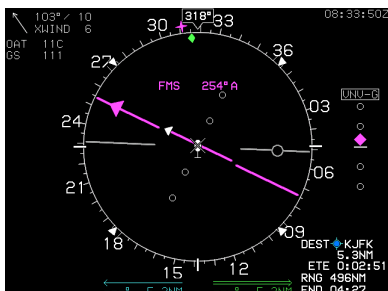 103°/ 10
XWIND 6
OAT 11C
GS 111
318°
08:33:50Z
30
33
27
36
FMS 254°A
UNV-G
24
03
21
06
18
09
15
12
DEST KJFK
5.3NM
ETE 0:02:51
RNG 496NM
END 04:27